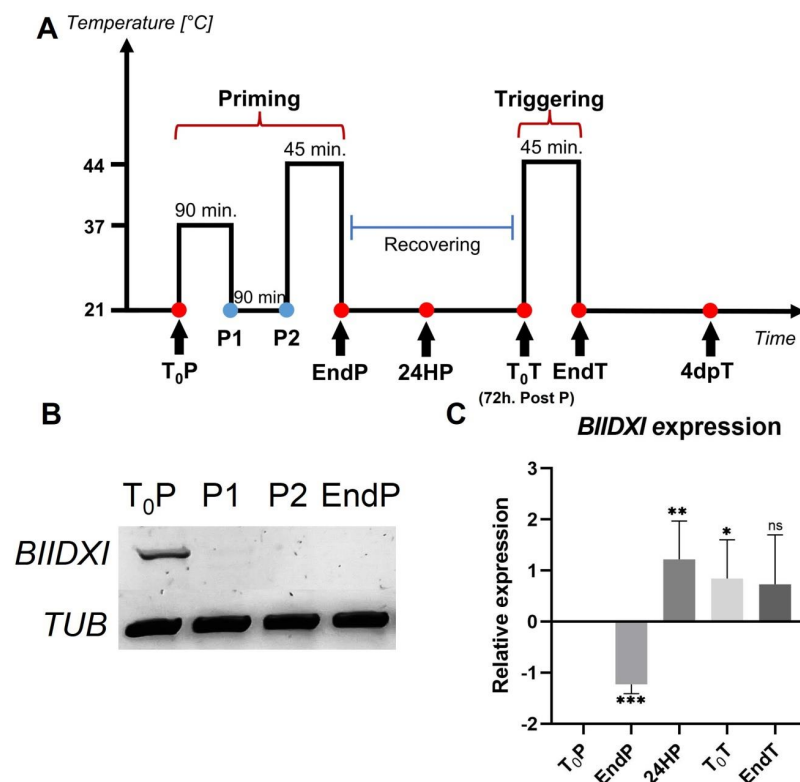 A
Temperature [°C]
Priming
Triggering
45 min.
45 min.
44
90 min.
37
Recovering
90 min
21
P1
P2
Time
T₀P
EndP
24HP
T₀T
EndT
4dpT
(72h. Post P)
B
C
BIIDXI expression
T₀P P1 P2 EndP
BIIDXI
TUB
Relative expression
3
2
1
0
-1
-2
**
*
ns
***
T₀P
EndP
24HP
T₀T
EndT